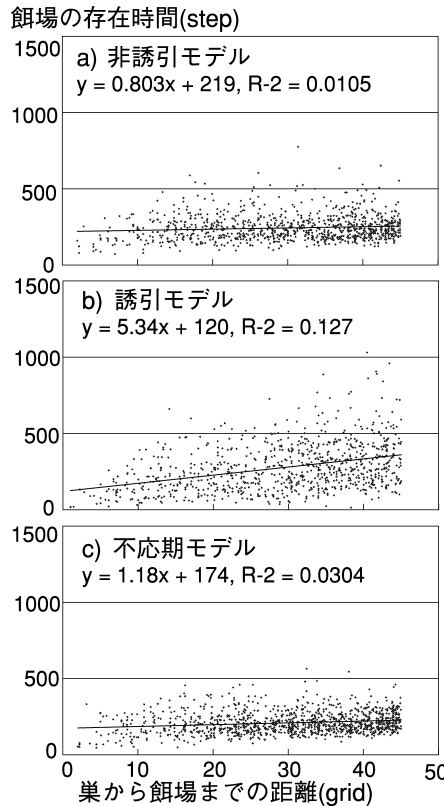 餌場の存在時間(step)
1500
a) 非誘引モデル
y = 0.803x + 219, R-2 = 0.0105
1000
500
0
1500
b) 誘引モデル
y = 5.34x + 120, R-2 = 0.127
1000
500
0
1500
c) 不応期モデル
y = 1.18x + 174, R-2 = 0.0304
1000
500
0
0 10 20 30 40 50
巣から餌場までの距離(grid)